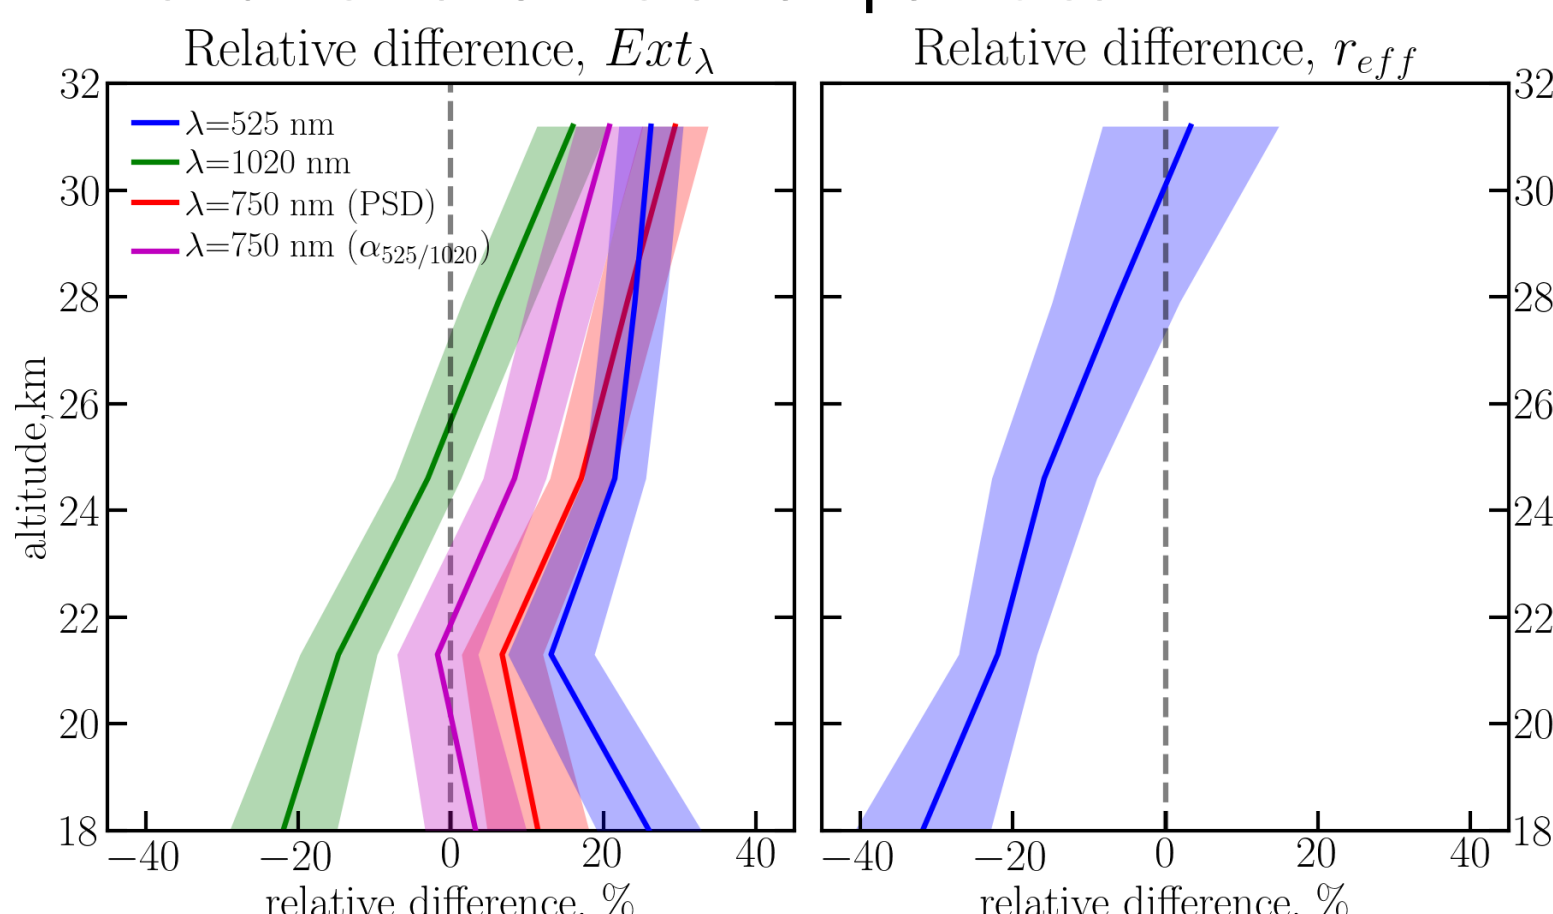 Relative difference, Ext_λ
Relative difference, r_eff
λ=525 nm
λ=1020 nm
λ=750 nm (PSD)
λ=750 nm (α_525/1020)
altitude,km
32
30
28
26
24
22
20
18
32
30
28
26
24
22
20
18
−40 −20 0 20 40
−40 −20 0 20 40
relative difference, %
relative difference, %